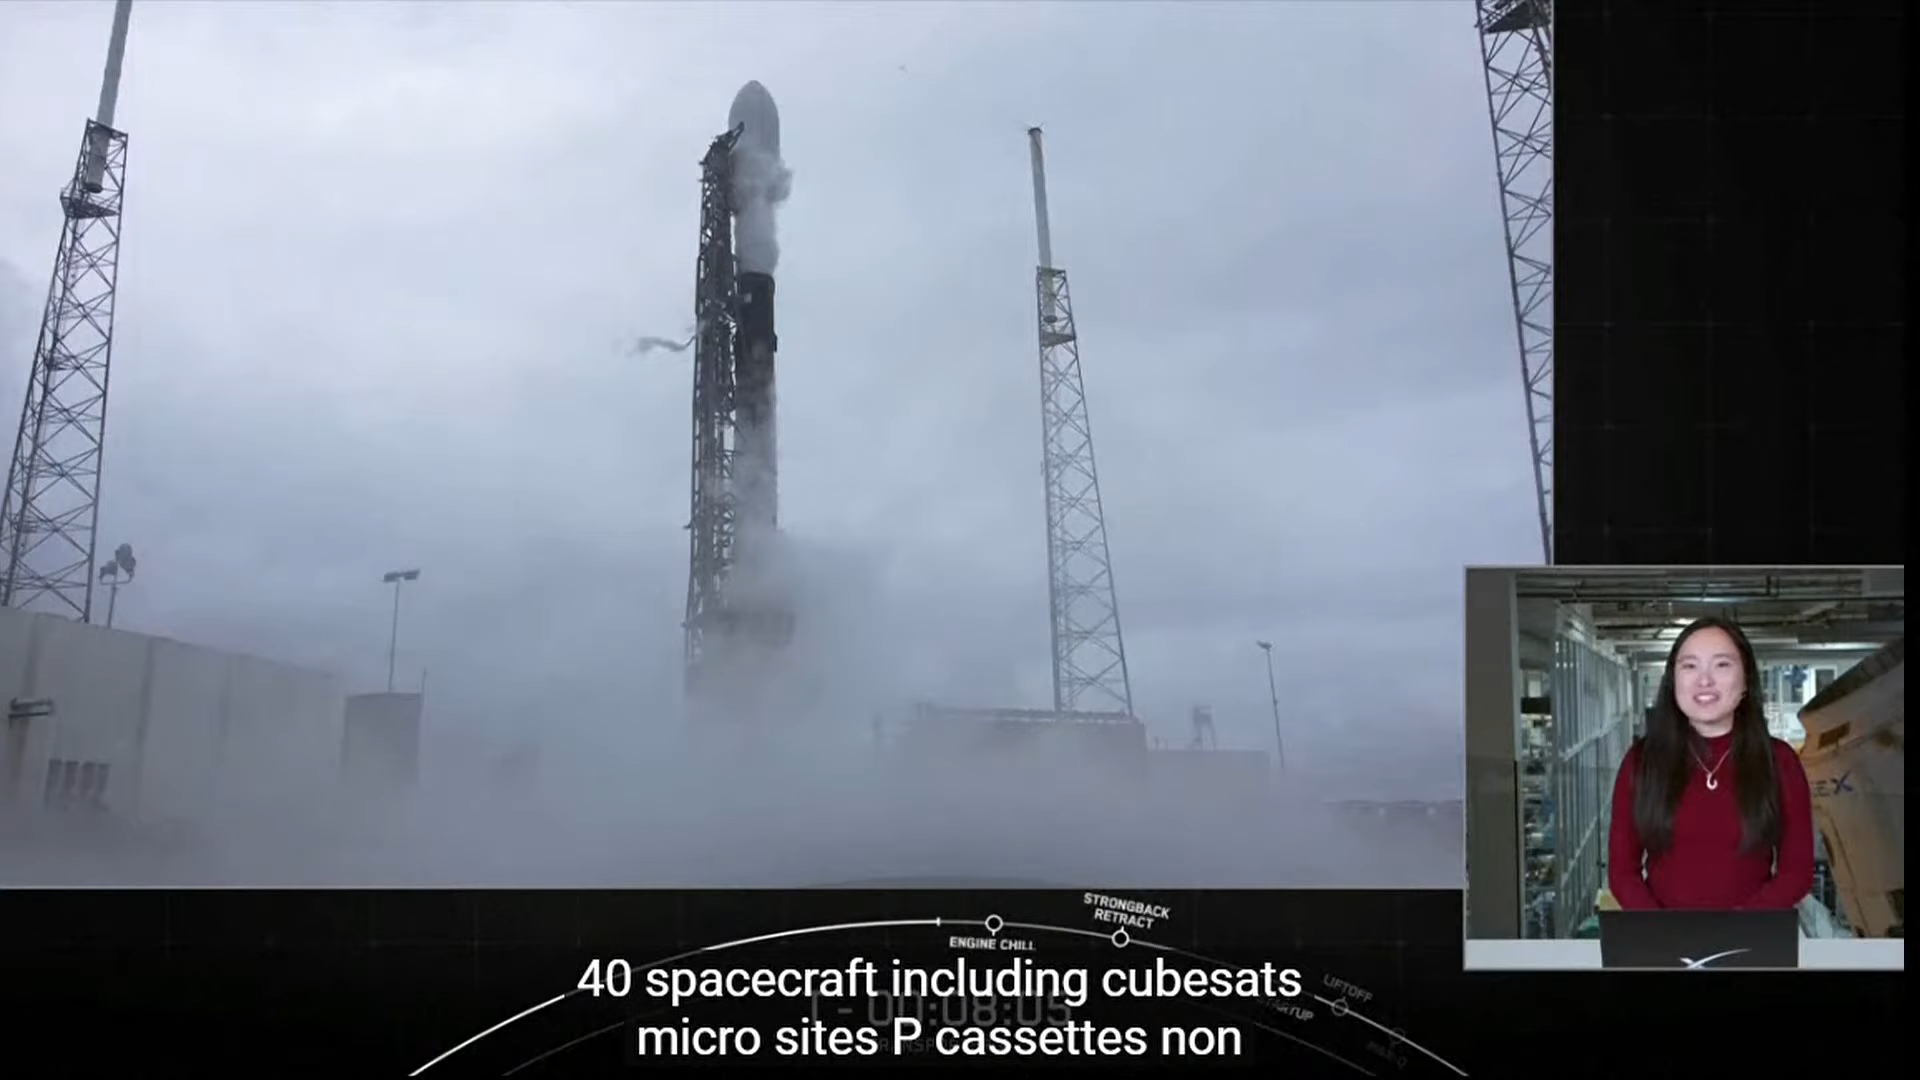 STRONGBACK
RETRACT
ENGINE CHILL
LIFTOFF
40 spacecraft including cubesats
micro sites P cassettes non